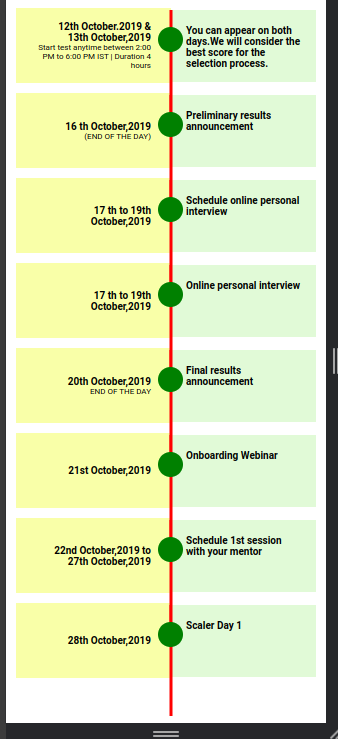 12th October.2019 &
13th October,2019
Start test anytime between 2:00
PM to 6:00 PM IST | Duration 4
hours
You can appear on both
days.We will consider the
best score for the
selection process.
16 th October,2019
(END OF THE DAY)
Preliminary results
announcement
17 th to 19th
October,2019
Schedule online personal
interview
17 th to 19th
October,2019
Online personal interview
20th October,2019
END OF THE DAY
Final results
announcement
21st October,2019
Onboarding Webinar
22nd October,2019 to
27th October,2019
Schedule 1st session
with your mentor
28th October,2019
Scaler Day 1